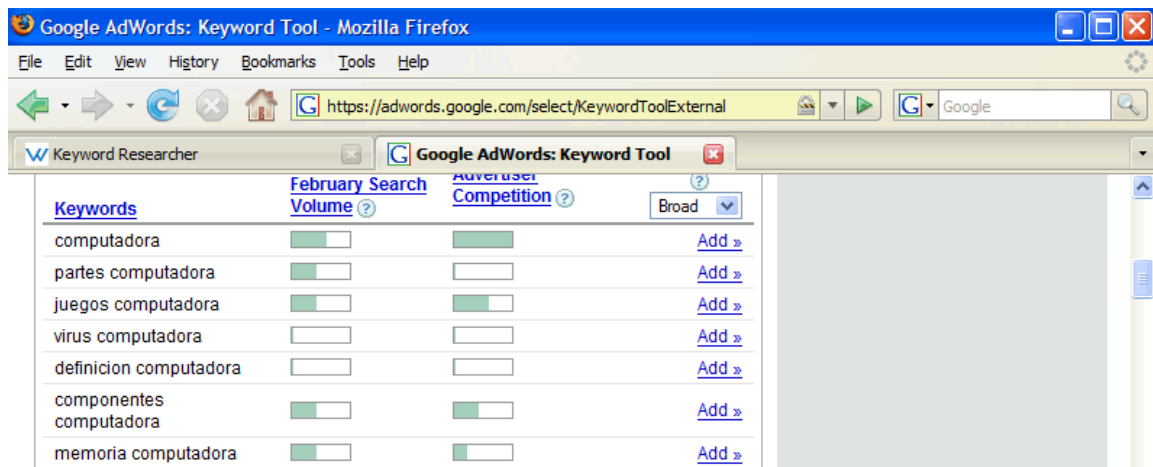 Google AdWords: Keyword Tool - Mozilla Firefox
File Edit View History Bookmarks Tools Help
https://adwords.google.com/select/KeywordToolExternal G Google
Keyword Researcher Google AdWords: Keyword Tool
Keywords February Search Volume ? Advertiser Competition ? ?
Broad
computadora Add »
partes computadora Add »
juegos computadora Add »
virus computadora Add »
definicion computadora Add »
componentes
computadora Add »
memoria computadora Add »